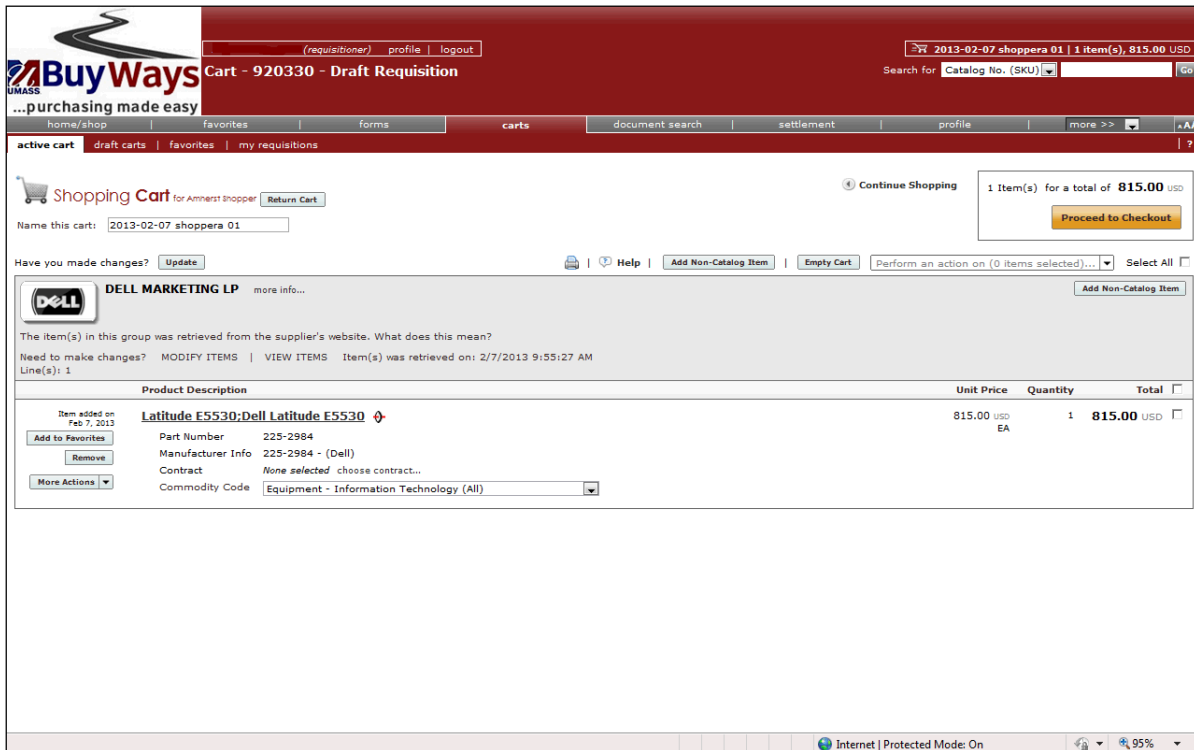 (requisitioner) profile | logout
2013-02-07 shoppera 01 | 1 item(s), 815.00 USD
UMASS BuyWays
Cart - 920330 - Draft Requisition
Search for Catalog No. (SKU) Go
...purchasing made easy
home/shop | favorites | forms carts document search | settlement | profile | more >>
active cart draft carts | favorites | my requisitions | ?
Shopping Cart for Amherst Shopper Return Cart
Continue Shopping
1 Item(s) for a total of 815.00 USD
Proceed to Checkout
Name this cart: 2013-02-07 shoppera 01
Have you made changes? Update | Help | Add Non-Catalog Item | Empty Cart Perform an action on (0 items selected)... Select All
DELL
DELL MARKETING LP more info... Add Non-Catalog Item
The item(s) in this group was retrieved from the supplier's website. What does this mean?
Need to make changes? MODIFY ITEMS | VIEW ITEMS Item(s) was retrieved on: 2/7/2013 9:55:27 AM
Line(s): 1
Product Description Unit Price Quantity Total
Item added on
Feb 7, 2013
Latitude E5530;Dell Latitude E5530 815.00 USD 1 815.00 USD
EA
Add to Favorites
Part Number 225-2984
Remove
Manufacturer Info 225-2984 - (Dell)
Contract None selected choose contract...
More Actions
Commodity Code Equipment - Information Technology (All)
Internet | Protected Mode: On 95%